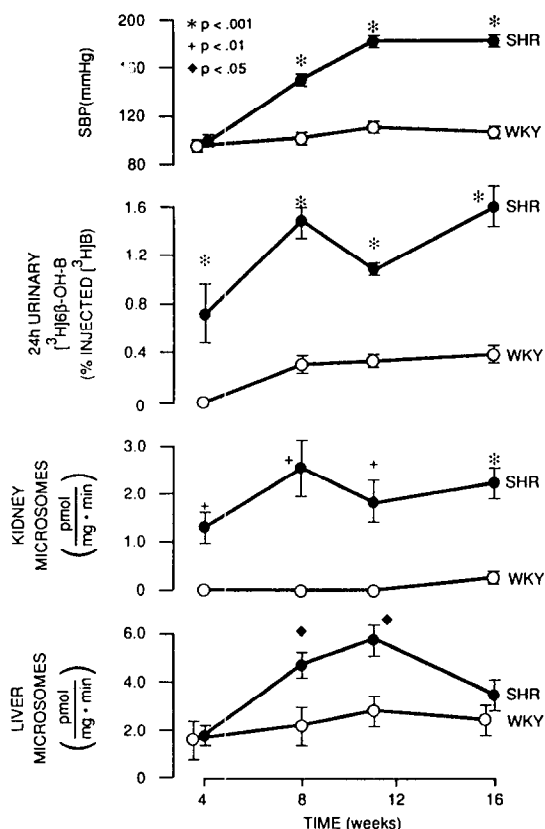 200
160
120
80
SBP(mmHg)
* p < .001
+ p < .01
◆ p < .05
*
*
*
SHR
WKY
1.6
1.2
0.8
0.4
0
24h URINARY
[³H]6β-OH-B
(% INJECTED [³H]B)
*
*
*
*
SHR
WKY
3.0
2.0
1.0
0
KIDNEY
MICROSOMES
(pmol
mg • min)
+
+
+
*
SHR
WKY
6.0
4.0
2.0
0
LIVER
MICROSOMES
(pmol
mg • min)
◆
◆
SHR
WKY
4
8
12
16
TIME (weeks)